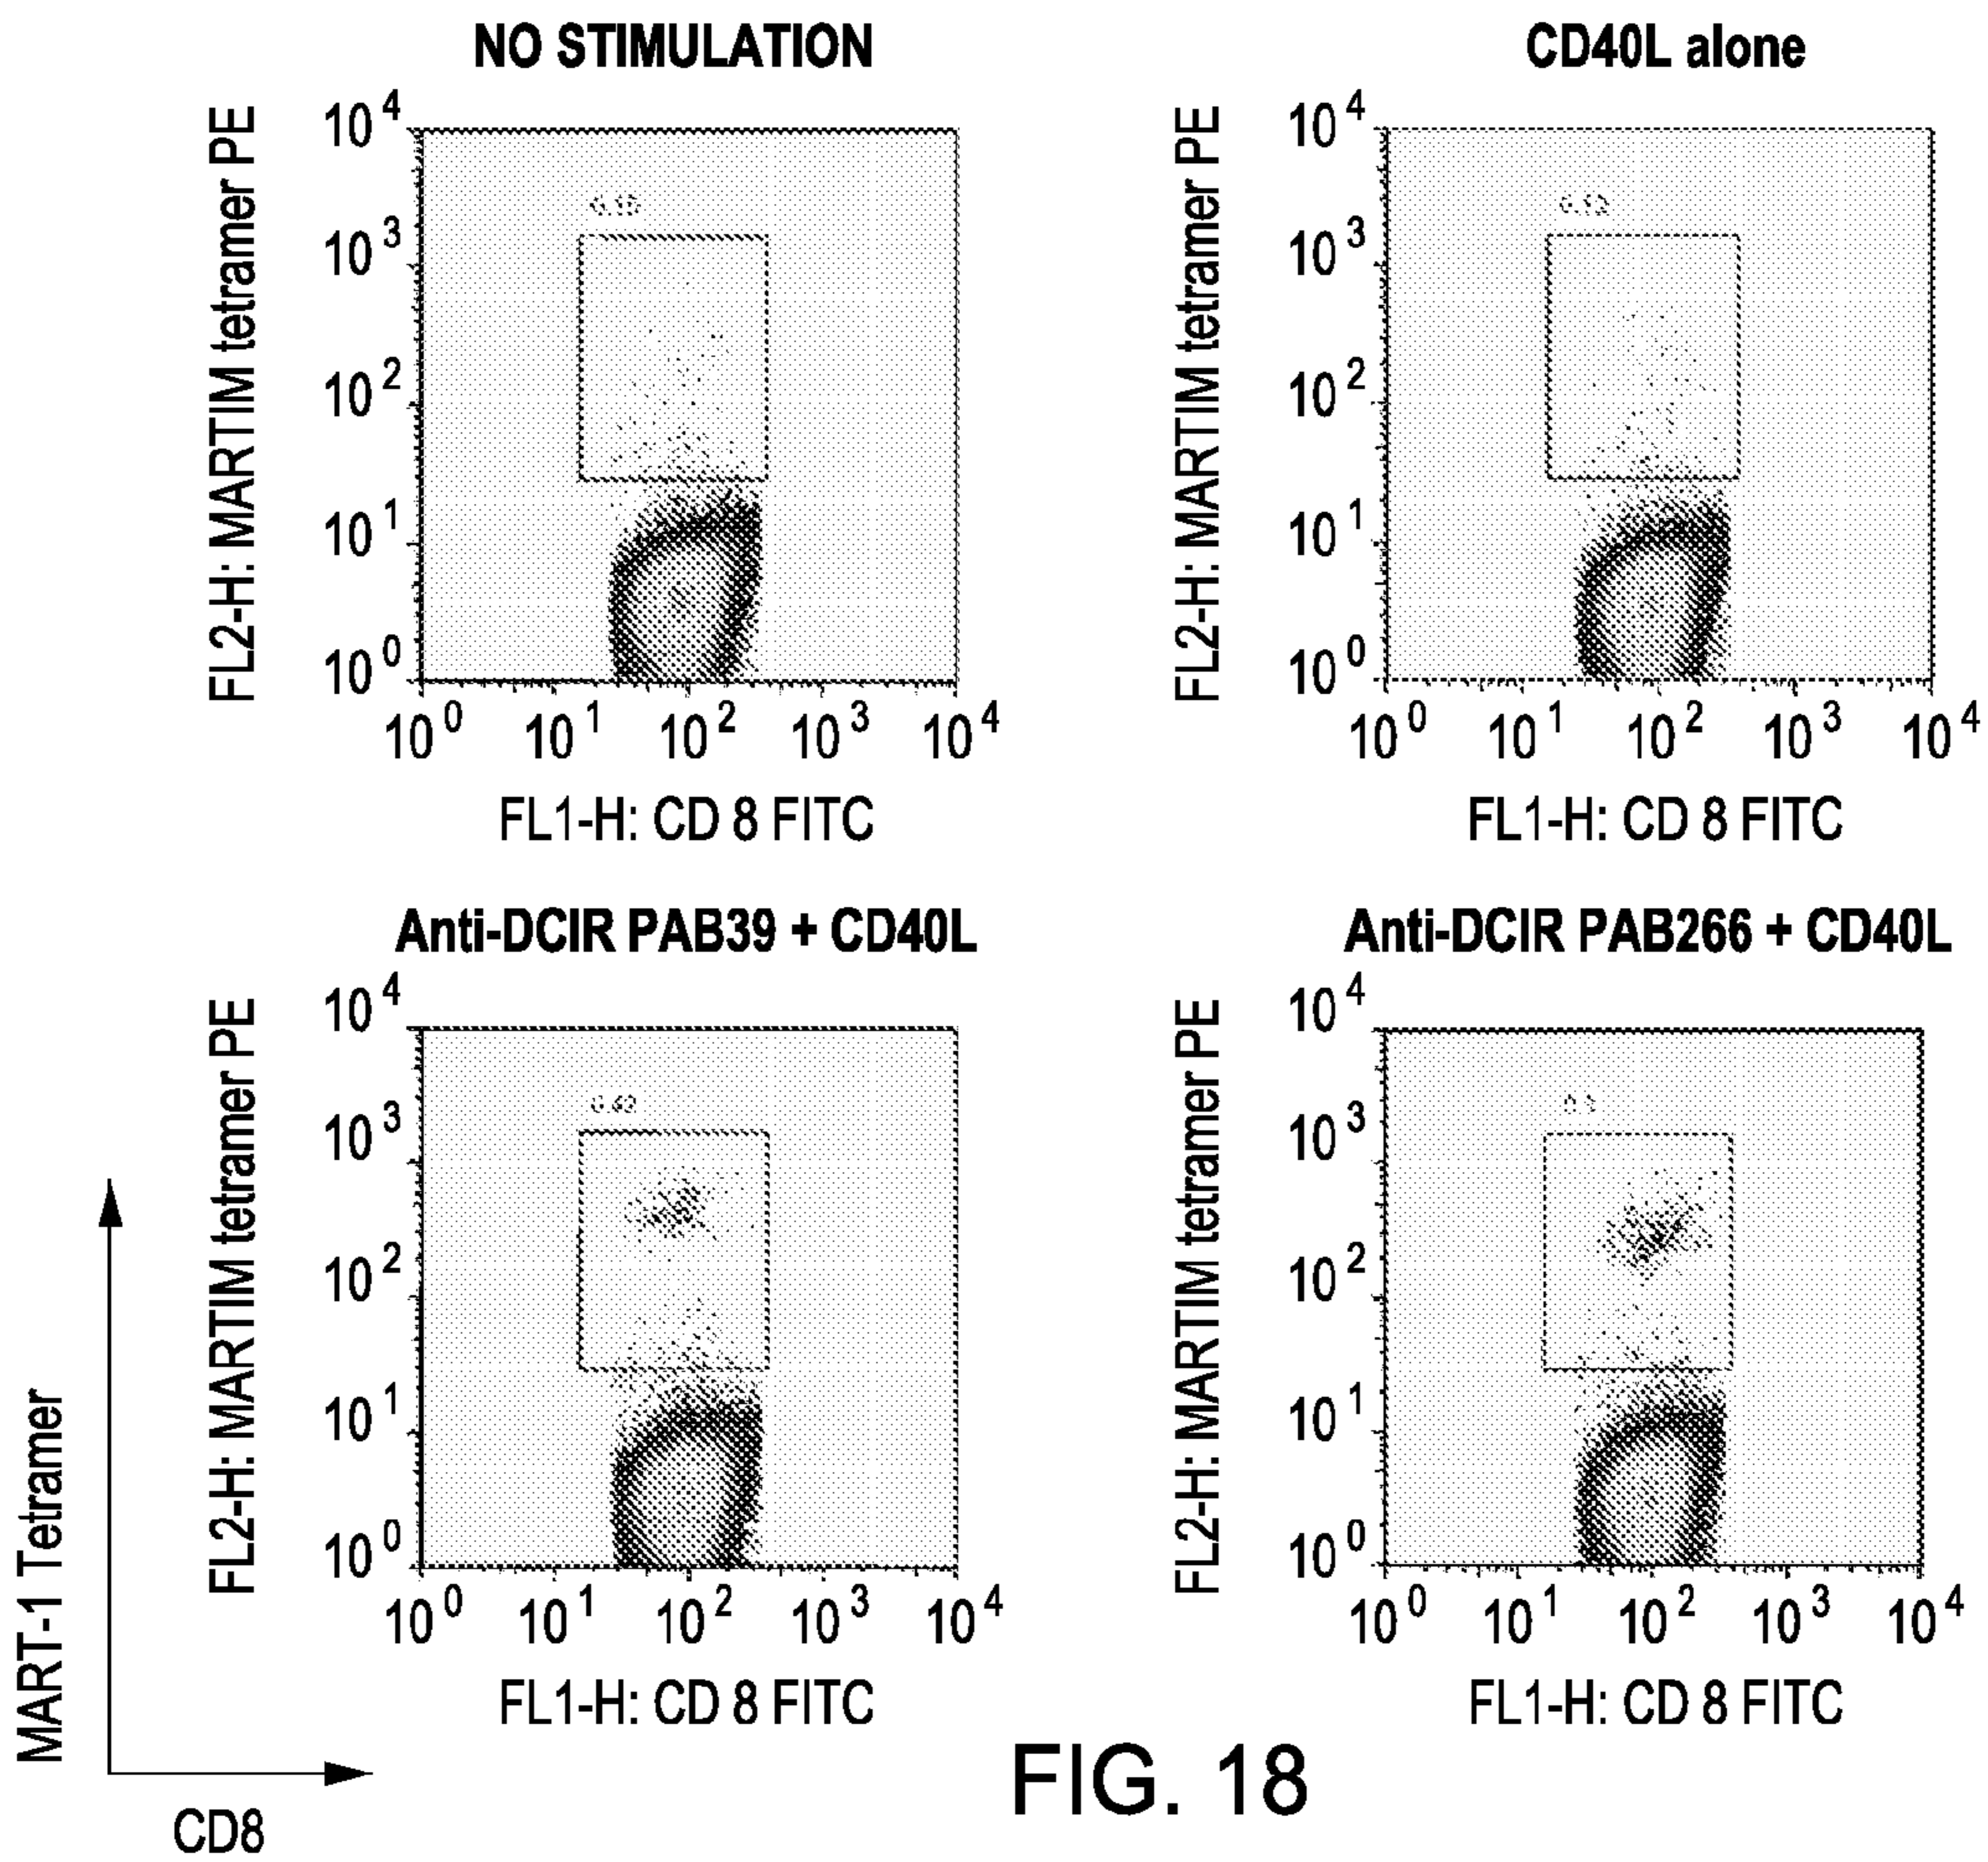 NO STIMULATION
FL2-H: MARTIM tetramer PE
10^4
10^3
10^2
10^1
10^0
10^0 10^1 10^2 10^3 10^4
FL1-H: CD 8 FITC
CD40L alone
FL2-H: MARTIM tetramer PE
10^4
10^3
10^2
10^1
10^0
10^0 10^1 10^2 10^3 10^4
FL1-H: CD 8 FITC
Anti-DCIR PAB39 + CD40L
FL2-H: MARTIM tetramer PE
10^4
10^3
10^2
10^1
10^0
10^0 10^1 10^2 10^3 10^4
FL1-H: CD 8 FITC
Anti-DCIR PAB266 + CD40L
FL2-H: MARTIM tetramer PE
10^4
10^3
10^2
10^1
10^0
10^0 10^1 10^2 10^3 10^4
FL1-H: CD 8 FITC
MART-1 Tetramer
CD8
FIG. 18